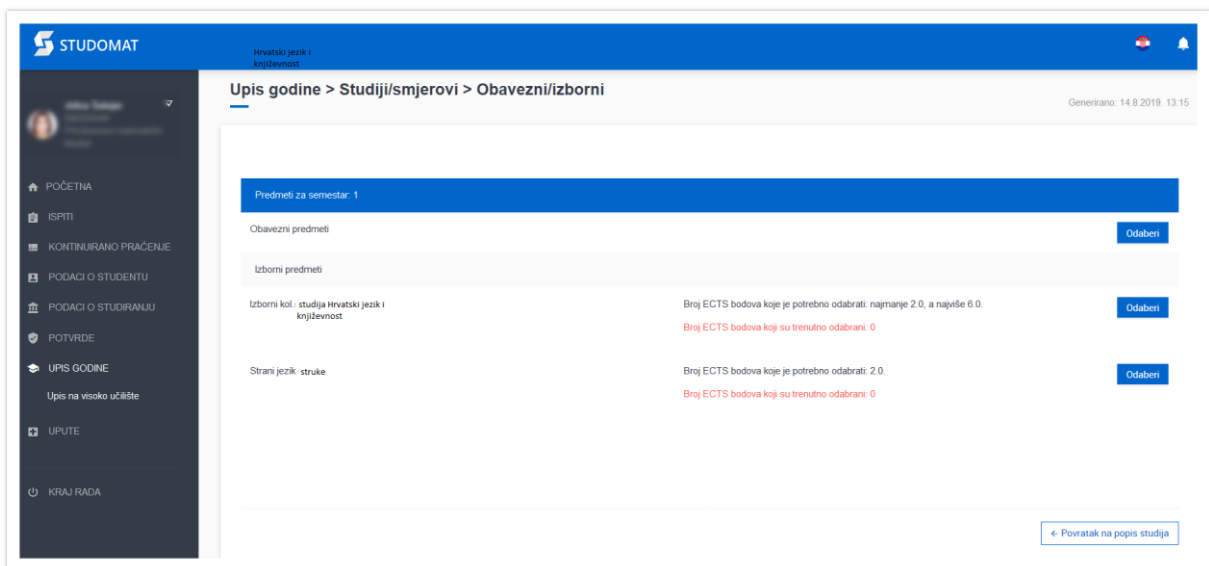 STUDOMAT
Hrvatski jezik i
književnost
Upis godine > Studiji/smjerovi > Obavezni/izborni
Generirano: 14.8.2019. 13:15
POČETNA
ISPITI
KONTINUIRANO PRAĆENJE
PODACI O STUDENTU
PODACI O STUDIRANJU
POTVRDE
UPIS GODINE
Upis na visoko učilište
UPUTE
KRAJ RADA
Predmeti za semestar: 1
Obavezni predmeti
Odaberi
Izborni predmeti
Izborni kol.: studija Hrvatski jezik i
književnost
Broj ECTS bodova koje je potrebno odabrati: najmanje 2.0, a najviše 6.0.
Broj ECTS bodova koji su trenutno odabrani: 0
Odaberi
Strani jezik struke
Broj ECTS bodova koje je potrebno odabrati: 2.0.
Broj ECTS bodova koji su trenutno odabrani: 0
Odaberi
← Povratak na popis studija